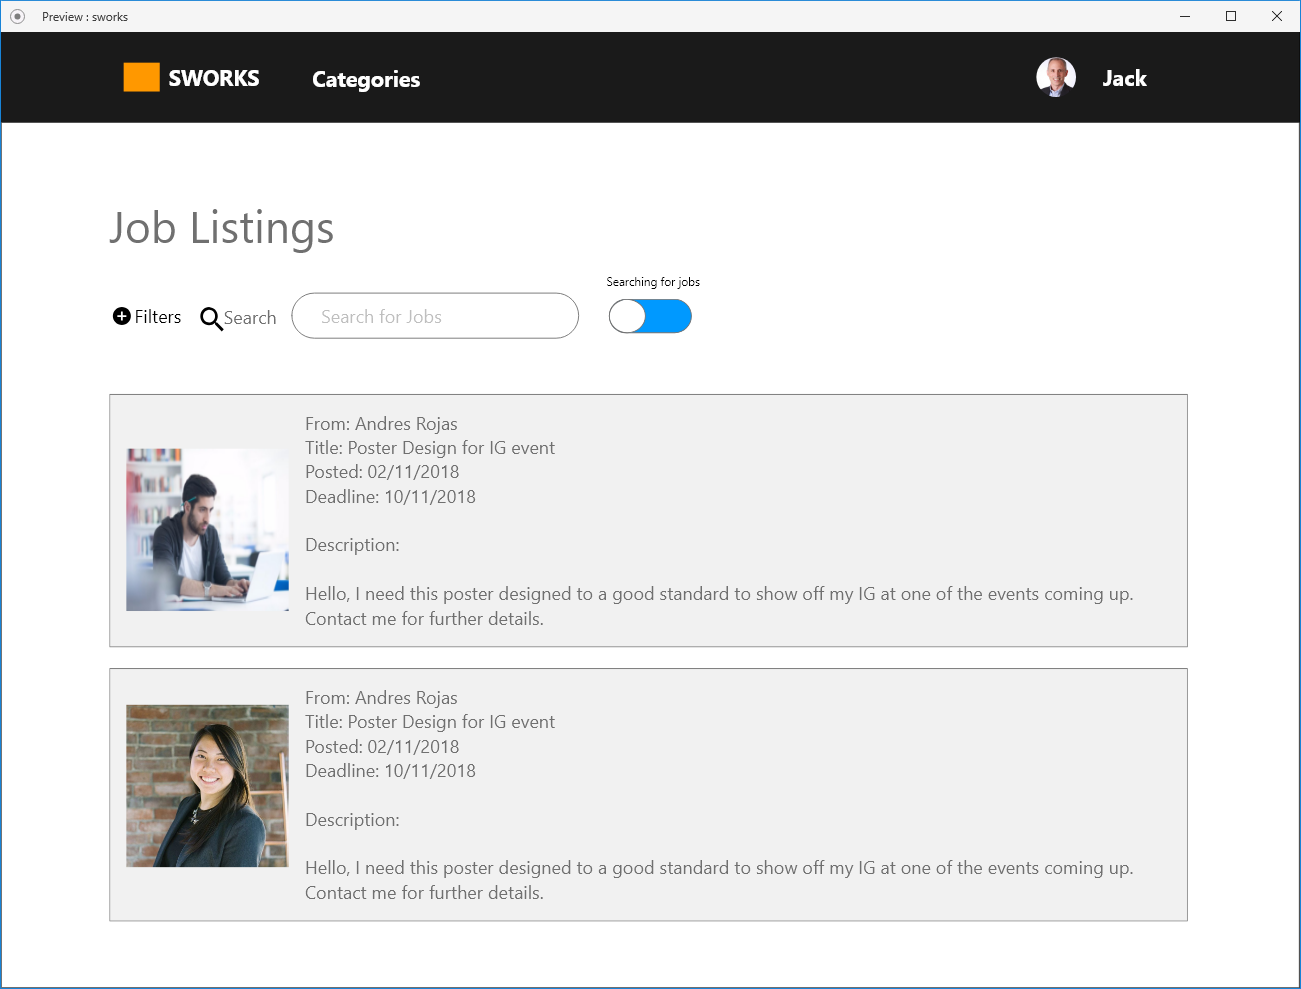 Preview : sworks
SWORKS
Categories
Jack
Job Listings
Searching for jobs
Filters
Search
Search for Jobs
From: Andres Rojas
Title: Poster Design for IG event
Posted: 02/11/2018
Deadline: 10/11/2018
Description:
Hello, I need this poster designed to a good standard to show off my IG at one of the events coming up.
Contact me for further details.
From: Andres Rojas
Title: Poster Design for IG event
Posted: 02/11/2018
Deadline: 10/11/2018
Description:
Hello, I need this poster designed to a good standard to show off my IG at one of the events coming up.
Contact me for further details.